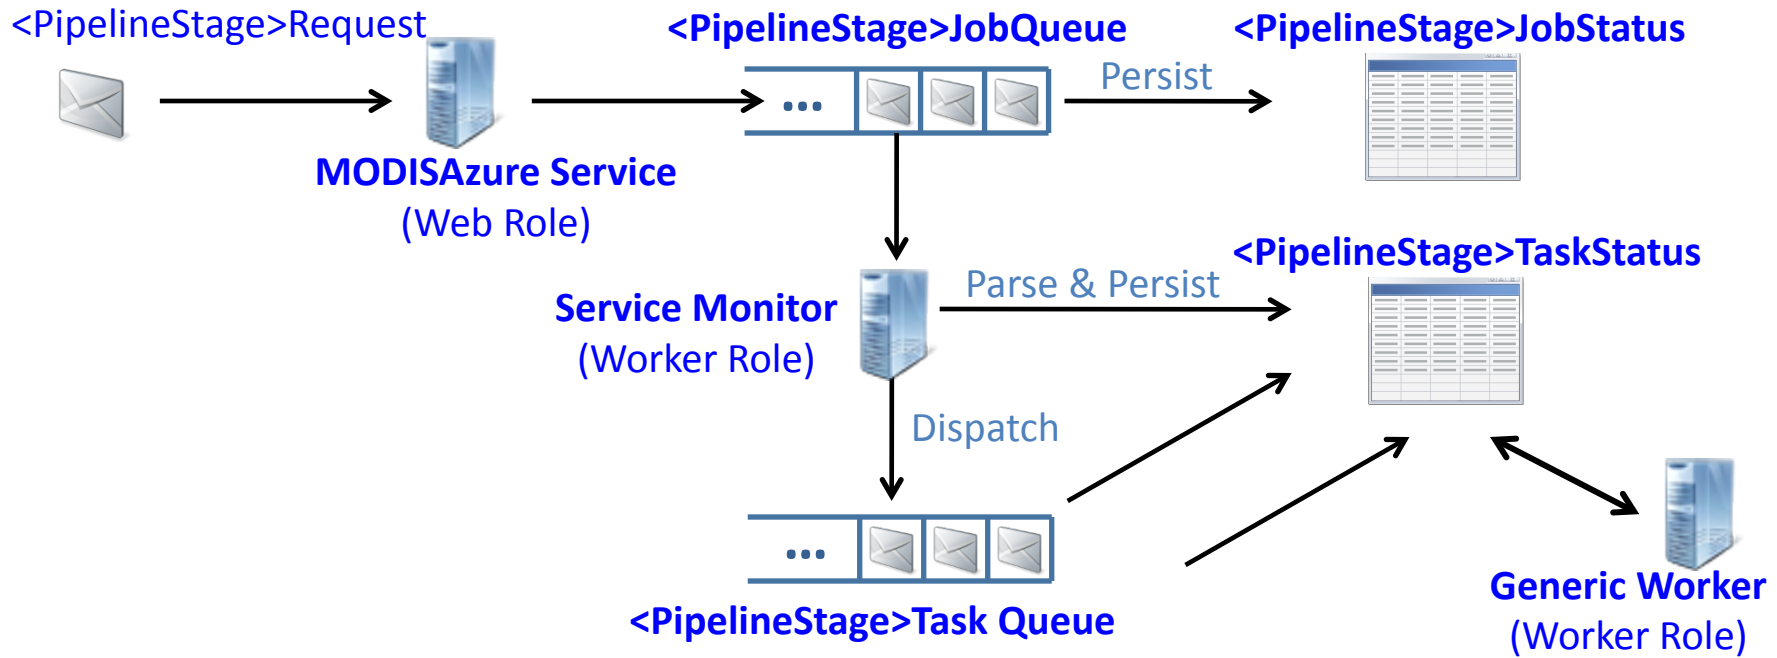 <PipelineStage>Request
<PipelineStage>JobQueue
<PipelineStage>JobStatus
Persist
...
MODISAzure Service
(Web Role)
<PipelineStage>TaskStatus
Parse & Persist
Service Monitor
(Worker Role)
Dispatch
...
<PipelineStage>Task Queue
Generic Worker
(Worker Role)